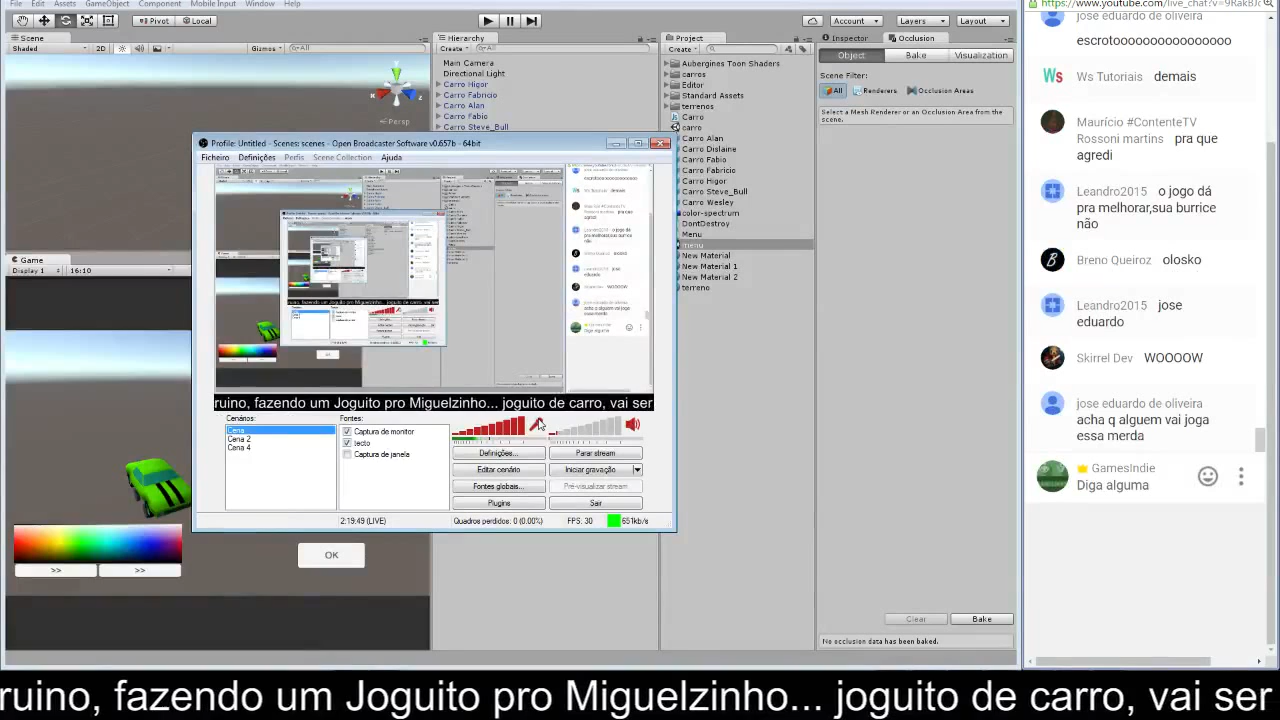 File Edit Assets GameObject Component Mobile Input Window Help
Pivot Local Account Layers Layout
Scene
Shaded 2D Gizmos All
Persp
Game
Display 1 16:10
>> >>
OK
Hierarchy
Create All
Main Camera
Directional Light
Carro Higor
Carro Fabricio
Carro Alan
Carro Fabio
Carro Steve_Bull
Project
Create
Aubergines Toon Shaders
carros
Editor
Standard Assets
terrenos
Carro
carro
Carro Alan
Carro Dislaine
Carro Fabio
Carro Fabricio
Carro Higor
Carro Steve_Bull
Carro Wesley
color-spectrum
DontDestroy
Menu
menu
New Material
New Material 1
New Material 2
terreno
Inspector Occlusion
Object Bake Visualization
Scene Filter:
All Renderers Occlusion Areas
Select a Mesh Renderer or an Occlusion Area from the
scene.
Clear Bake
No occlusion data has been baked.
Profile: Untitled - Scenes: scenes - Open Broadcaster Software v0.657b - 64bit
Ficheiro Definições Perfis Scene Collection Ajuda
ruino, fazendo um Joguito pro Miguelzinho... joguito de carro, vai ser
Cenários: Fontes:
Cena
Cena 2
Cena 4
Captura de monitor
tecto
Captura de janela
Definições... Parar stream
Editar cenário Iniciar gravação
Fontes globais... Pré-visualizar stream
Plugins Sair
2:19:49 (LIVE) Quadros perdidos: 0 (0.00%) FPS: 30 651kb/s
jose eduardo de oliveira
escrotooooooooooooooo
Ws Tutoriais demais
Maurício #ContenteTV
Rossoni martins pra que
agredi
Leandro2015 o jogo dá
pra melhorar,sua burrice
não
Breno Queiroz olosko
Leandro2015 jose
eduardo
Skirrel Dev WOOOOW
jose eduardo de oliveira
acha q alguem vai joga
essa merda
GamesIndie
Diga alguma
ruino, fazendo um Joguito pro Miguelzinho... joguito de carro, vai ser